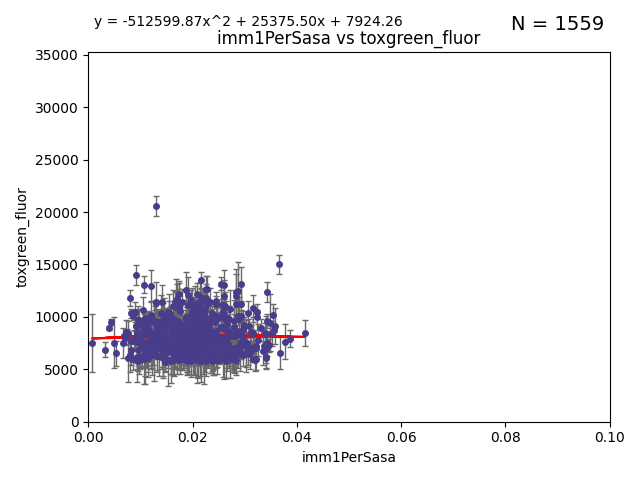 y = -512599.87x^2 + 25375.50x + 7924.26
N = 1559
imm1PerSasa vs toxgreen_fluor
35000
30000
25000
20000
15000
10000
5000
0
toxgreen_fluor
0.00 0.02 0.04 0.06 0.08 0.10
imm1PerSasa